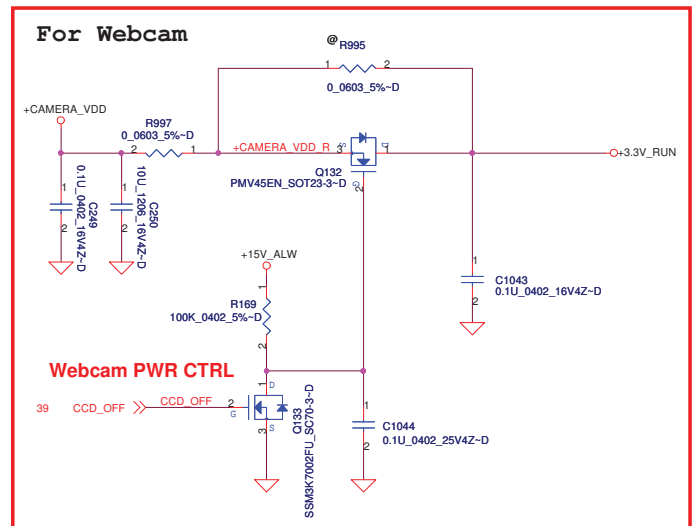 For Webcam
@
R995
1 2
0_0603_5%~D
+CAMERA_VDD
R997
0_0603_5%~D
2 1
+CAMERA_VDD_R 3 S D 1
+3.3V_RUN
Q132
G
PMV45EN_SOT23-3~D
2
1
2
C249
0.1U_0402_16V4Z~D
1
2
C250
10U_1206_16V4Z~D
+15V_ALW
1
R169
100K_0402_5%~D
2
1
C1043
0.1U_0402_16V4Z~D
2
Webcam PWR CTRL
39 CCD_OFF CCD_OFF 2
G
1 D
3 S
Q133
SSM3K7002FU_SC70-3~D
1
C1044
0.1U_0402_25V4Z~D
2